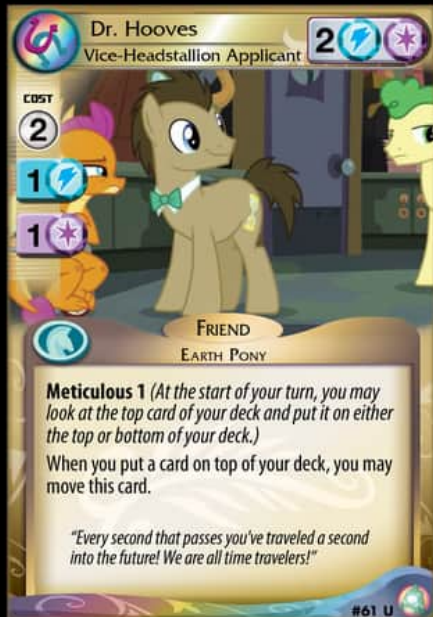 Dr. Hooves
Vice-Headstallion Applicant
2
COST
2
1
1
FRIEND
EARTH PONY
Meticulous 1 (At the start of your turn, you may
look at the top card of your deck and put it on either
the top or bottom of your deck.)
When you put a card on top of your deck, you may
move this card.
“Every second that passes you’ve traveled a second
into the future! We are all time travelers!”
#61 U